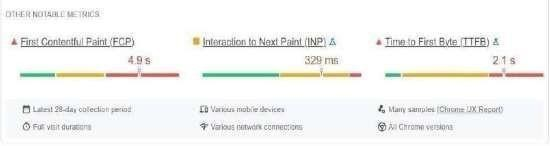 OTHER NOTABLE METRICS
First Contentful Paint (FCP)
4.9 s
Interaction to Next Paint (INP)
329 ms
Time to First Byte (TTFB)
2.1 s
Latest 28-day collection period
Various mobile devices
Many samples (Chrome UX Report)
Full visit durations
Various network connections
All Chrome versions